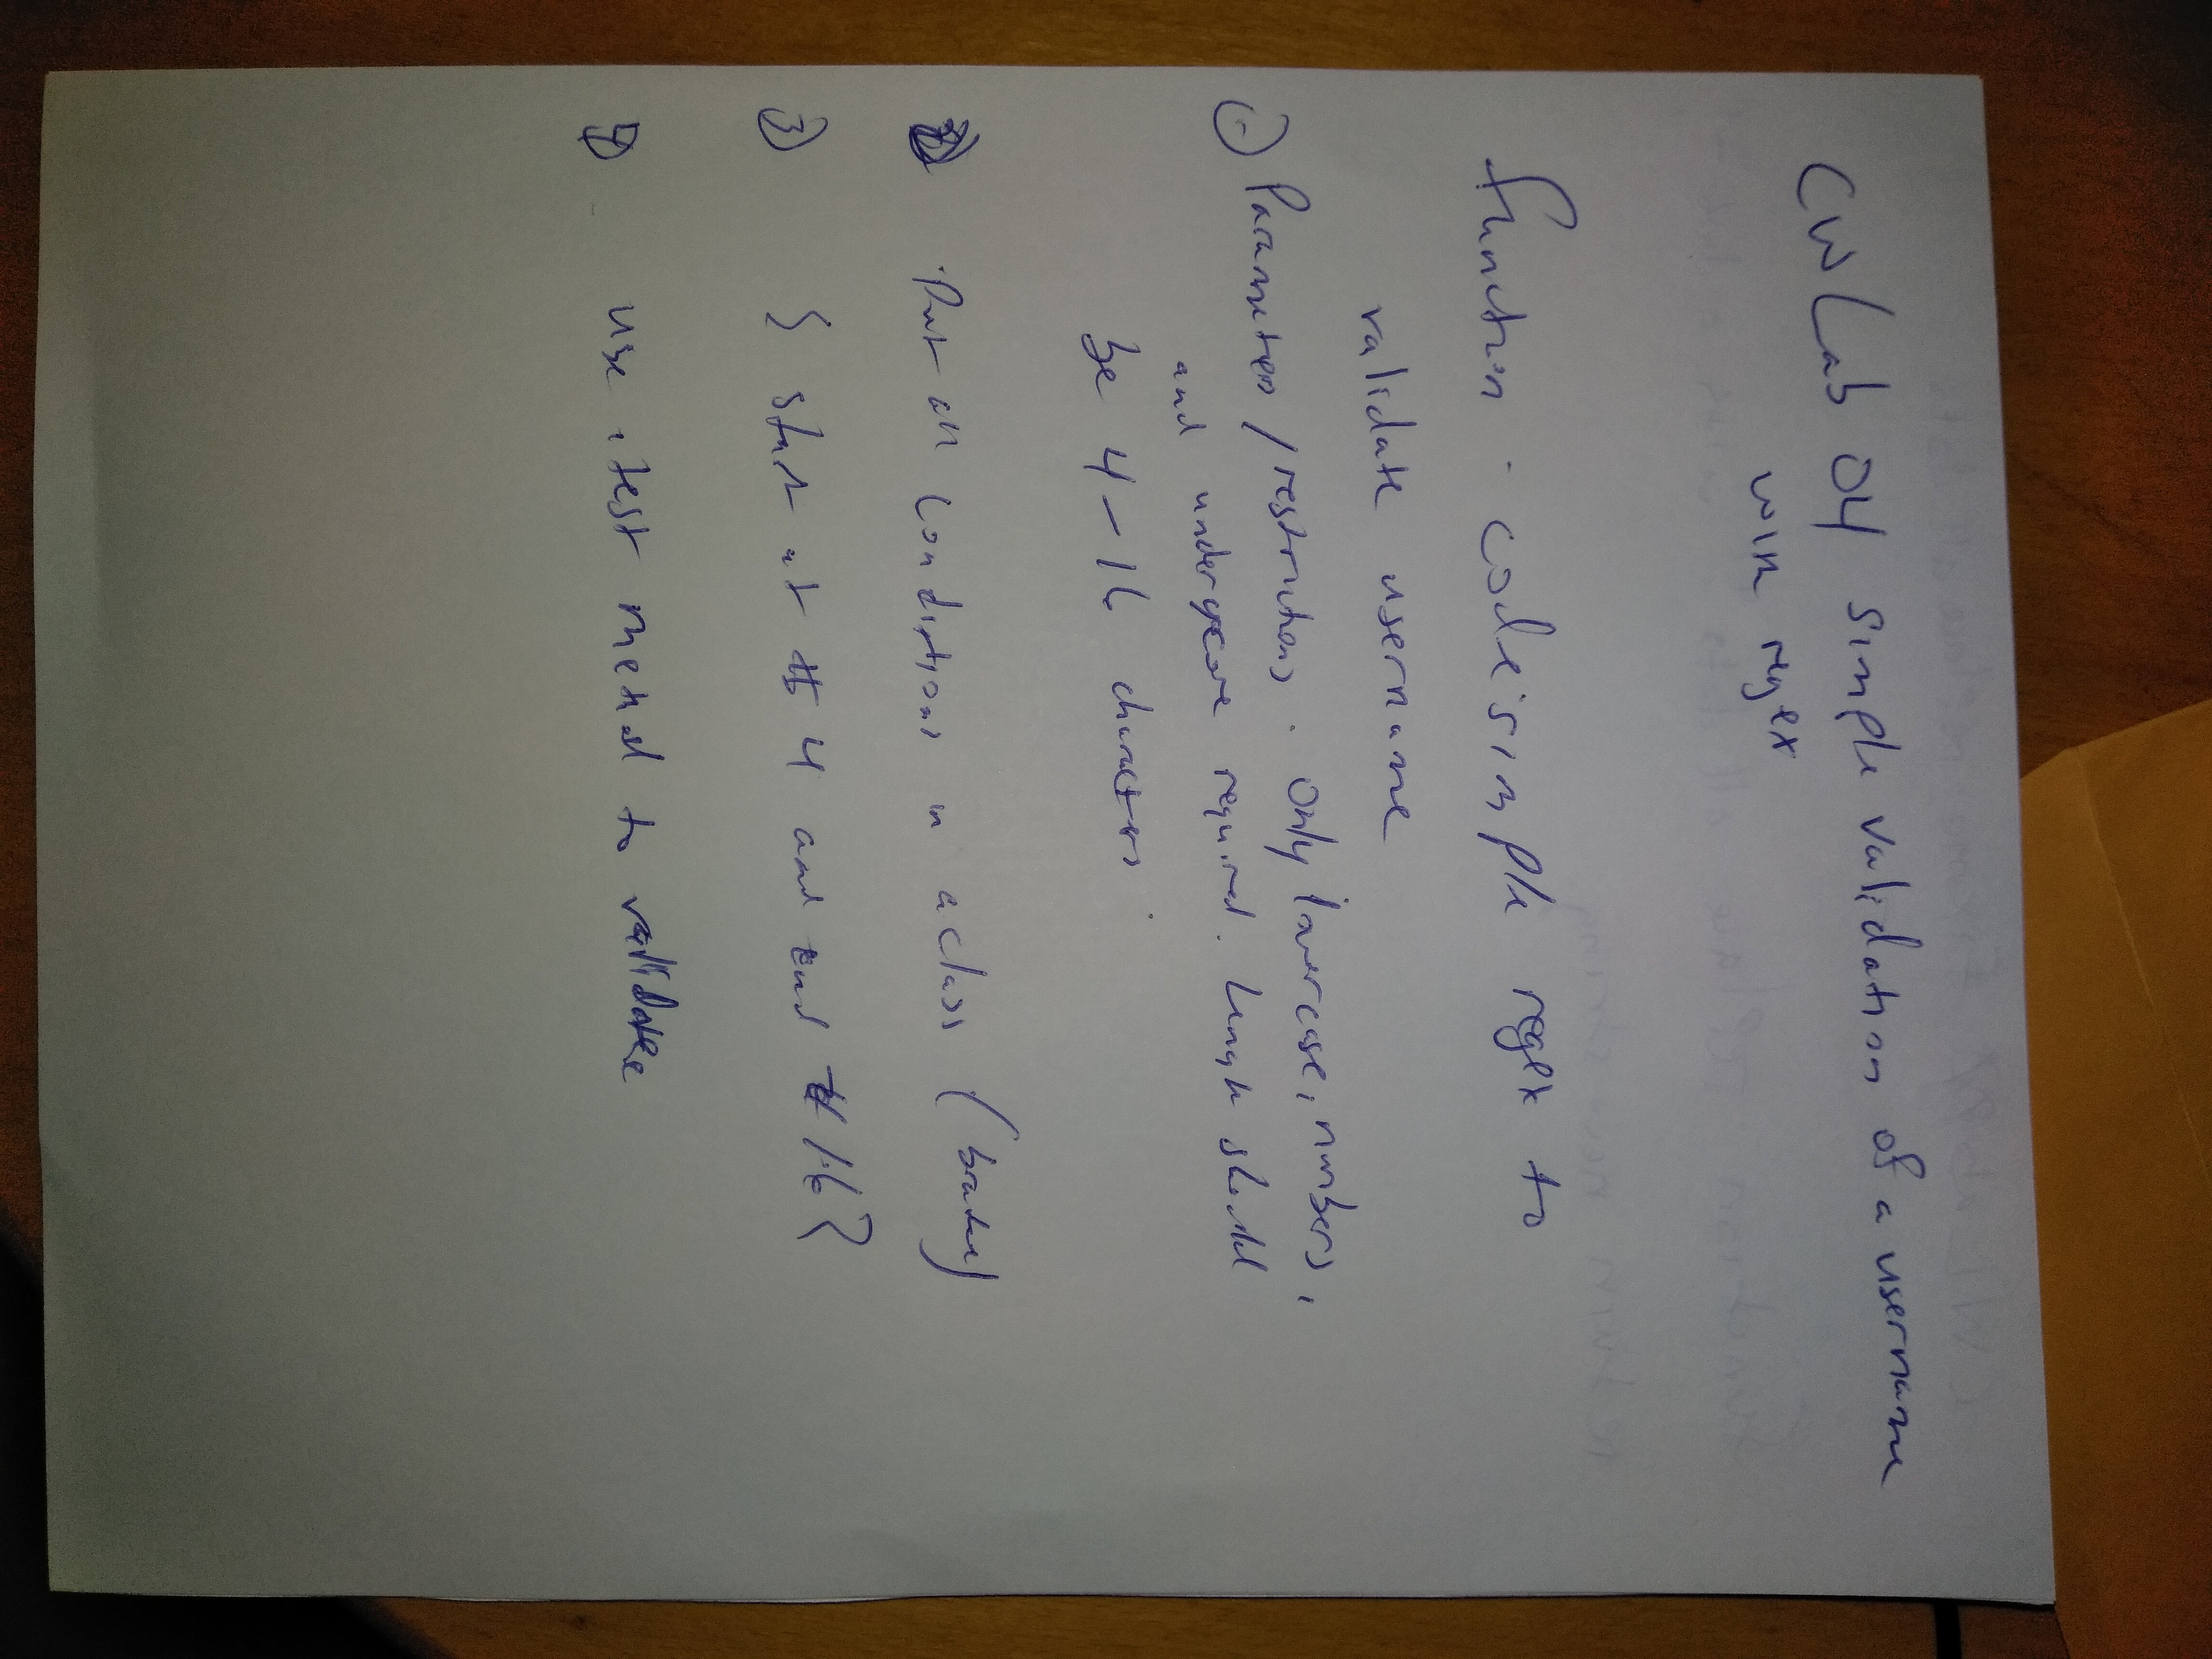 CW Lab 04 Simple validation of a username
with regex
function - code simple regex to
validate username
① Parameters / restrictions. Only lowercase, numbers,
and underscore required. Length should
be 4-16 characters
② Put all conditions in a class (bracket)
③ { start at 4 and end 16 }
④ use .test method to validate